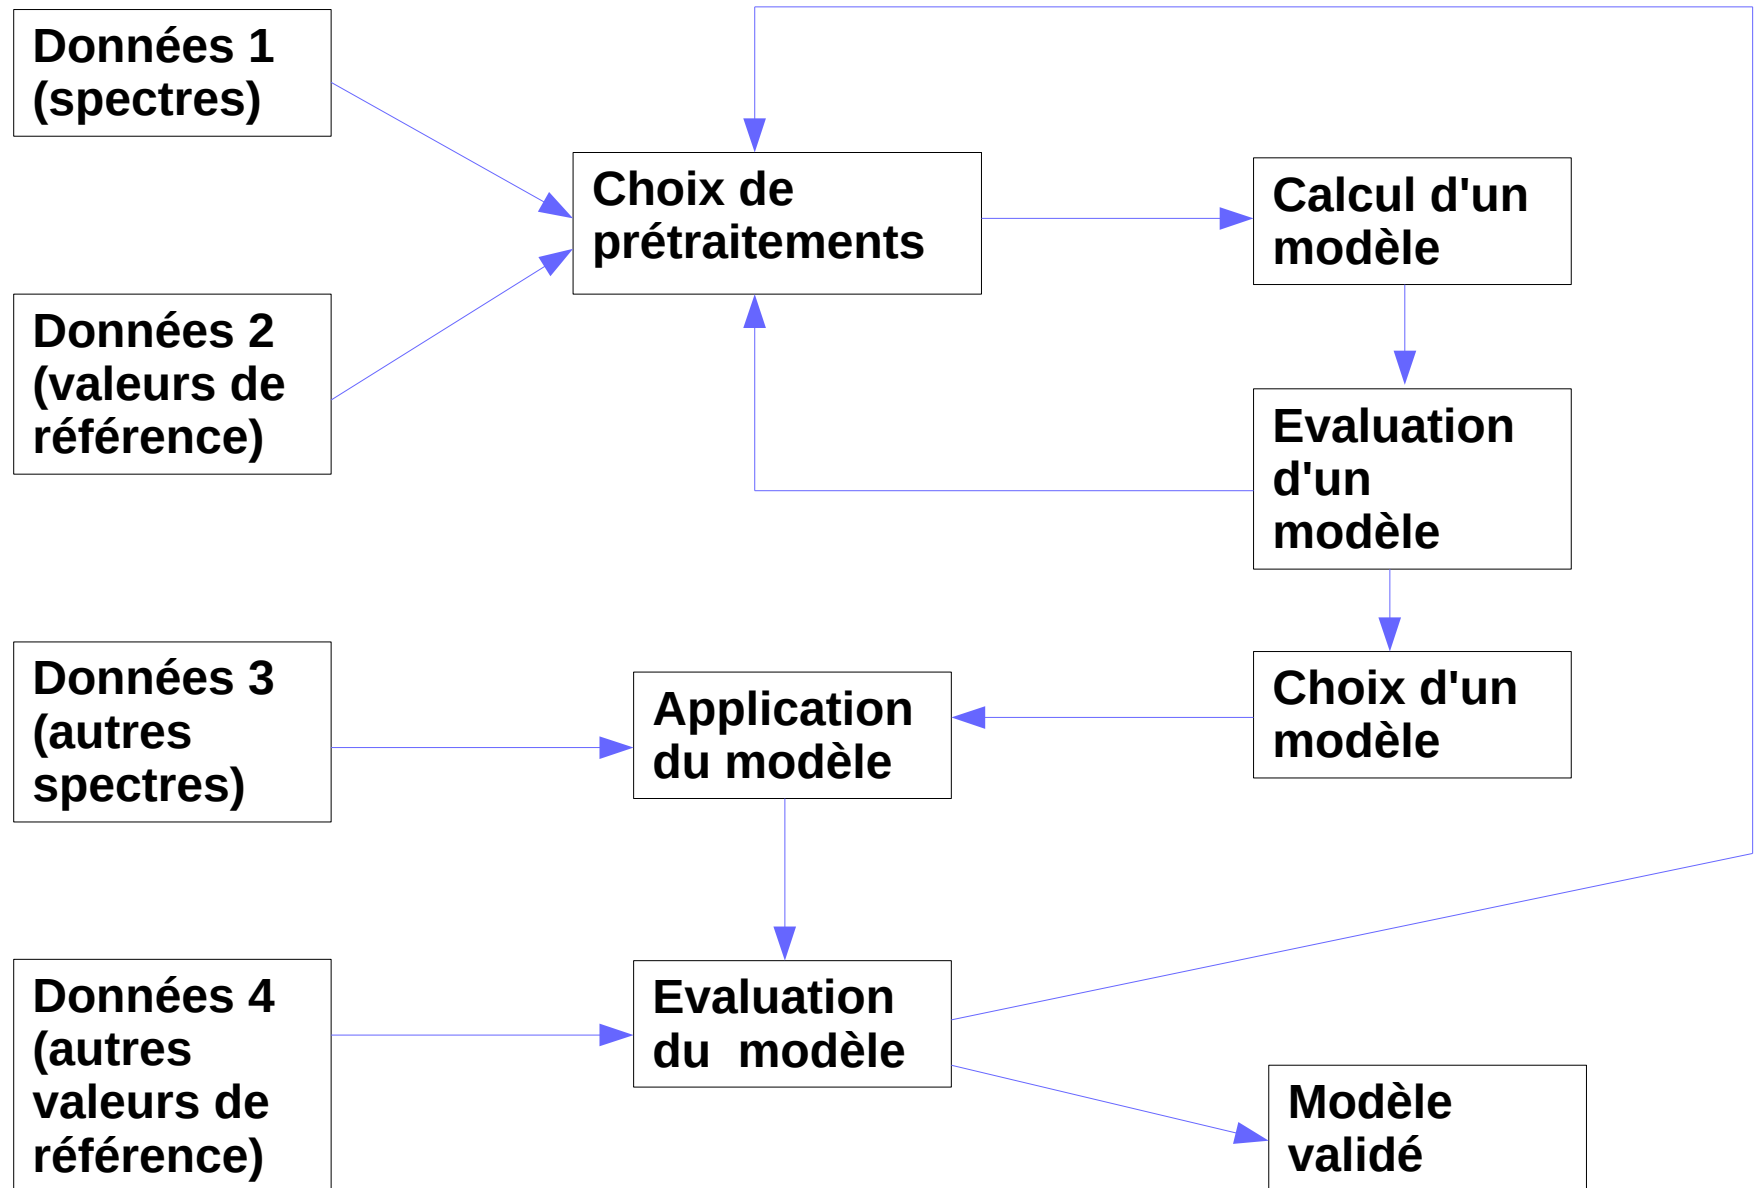 Données 1
(spectres)
Choix de
prétraitements
Calcul d'un
modèle
Données 2
(valeurs de
référence)
Evaluation
d'un
modèle
Données 3
(autres
spectres)
Application
du modèle
Choix d'un
modèle
Données 4
(autres
valeurs de
référence)
Evaluation
du  modèle
Modèle
validé